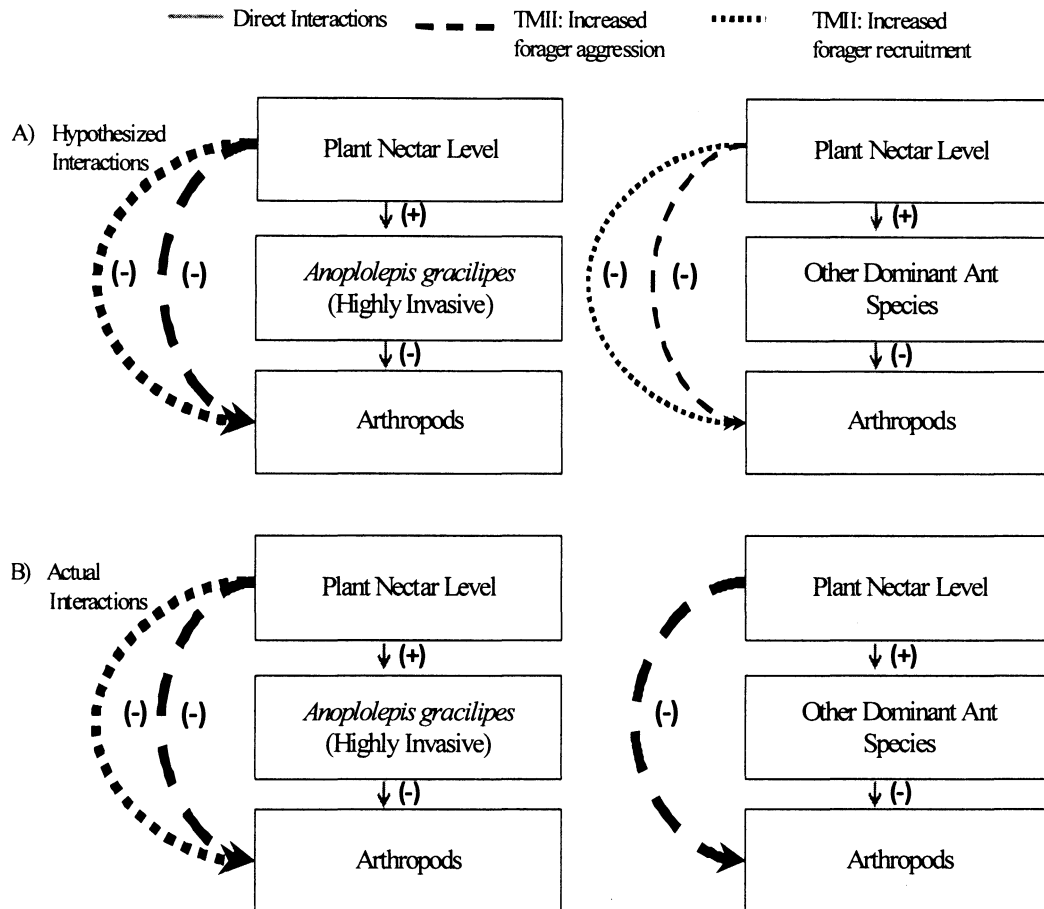 Direct Interactions
TMII: Increased
forager aggression
TMII: Increased
forager recruitment
A) Hypothesized
Interactions
Plant Nectar Level
(+)
Anoplolepis gracilipes
(Highly Invasive)
(-)
Arthropods
(-)
(-)
Plant Nectar Level
(+)
Other Dominant Ant
Species
(-)
Arthropods
(-)
(-)
B) Actual
Interactions
Plant Nectar Level
(+)
Anoplolepis gracilipes
(Highly Invasive)
(-)
Arthropods
(-)
(-)
Plant Nectar Level
(+)
Other Dominant Ant
Species
(-)
Arthropods
(-)